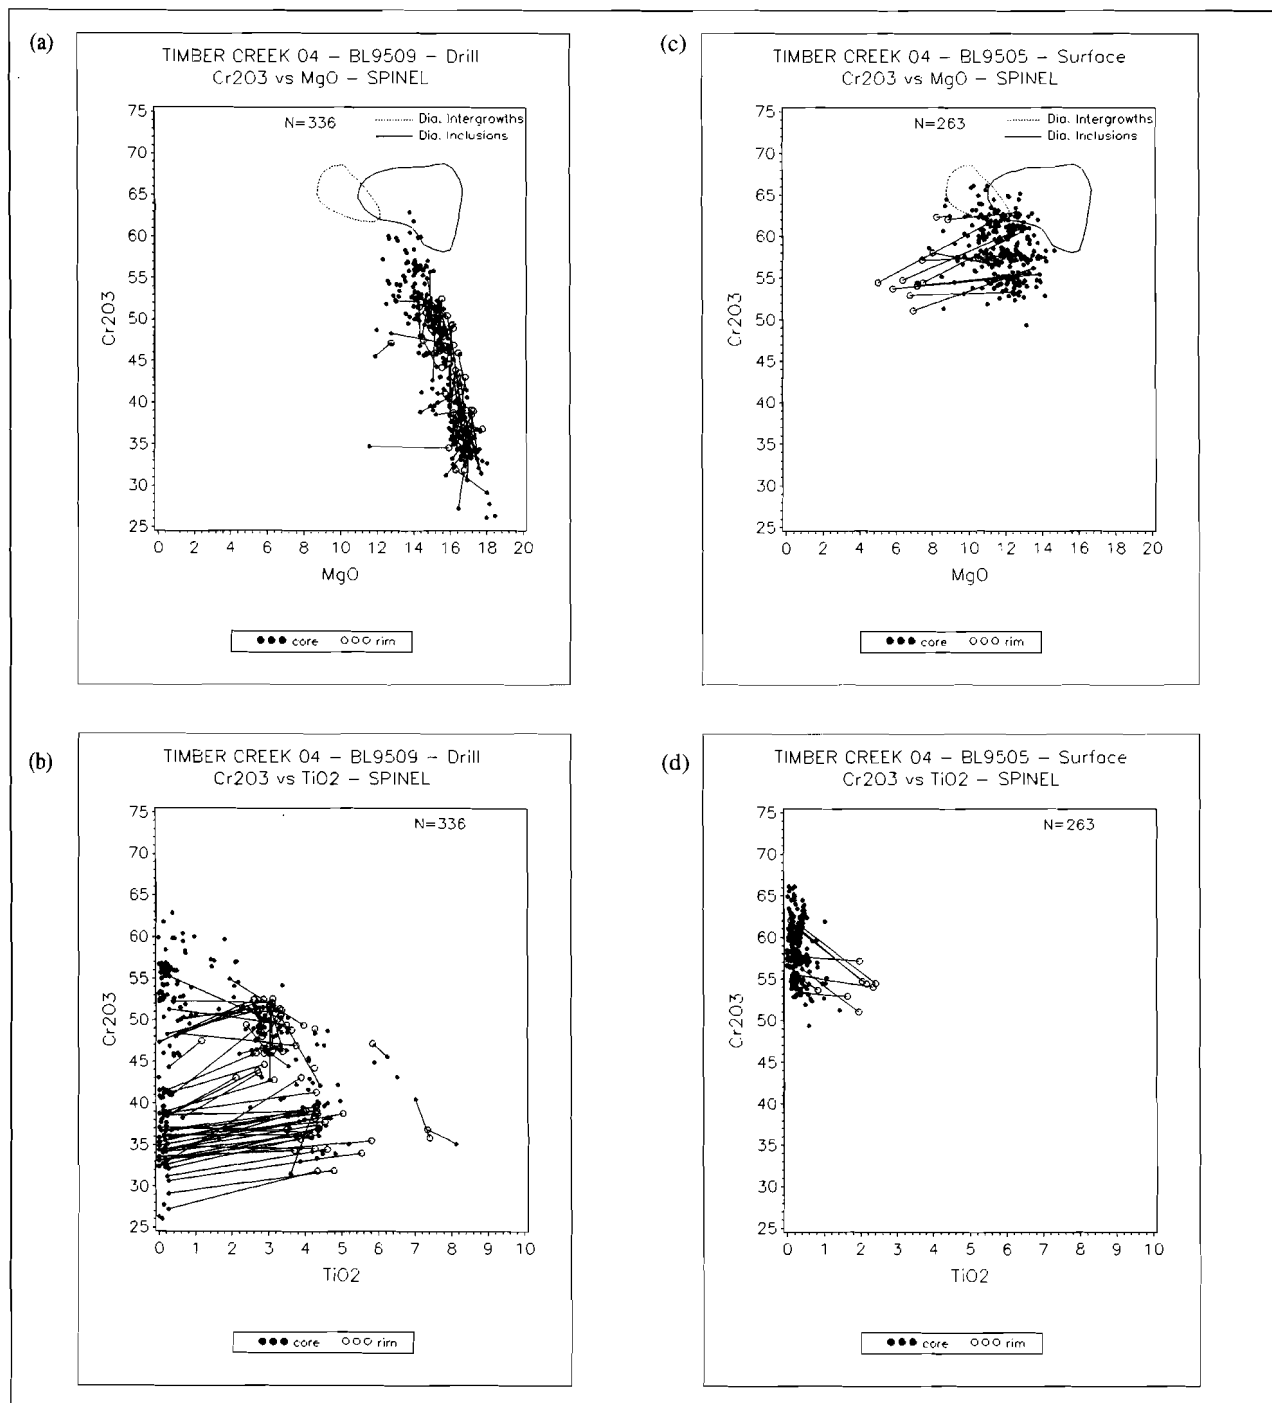 (a)
TIMBER CREEK 04 – BL9509 – Drill
Cr2O3 vs MgO – SPINEL
N=336
Dia. Intergrowths
Dia. Inclusions
75
70
65
60
55
50
45
40
35
30
25
Cr2O3
0 2 4 6 8 10 12 14 16 18 20
MgO
core rim
(c)
TIMBER CREEK 04 – BL9505 – Surface
Cr2O3 vs MgO – SPINEL
N=263
Dia. Intergrowths
Dia. Inclusions
75
70
65
60
55
50
45
40
35
30
25
Cr2O3
0 2 4 6 8 10 12 14 16 18 20
MgO
core rim
(b)
TIMBER CREEK 04 – BL9509 – Drill
Cr2O3 vs TiO2 – SPINEL
N=336
75
70
65
60
55
50
45
40
35
30
25
Cr2O3
0 1 2 3 4 5 6 7 8 9 10
TiO2
core rim
(d)
TIMBER CREEK 04 – BL9505 – Surface
Cr2O3 vs TiO2 – SPINEL
N=263
75
70
65
60
55
50
45
40
35
30
25
Cr2O3
0 1 2 3 4 5 6 7 8 9 10
TiO2
core rim